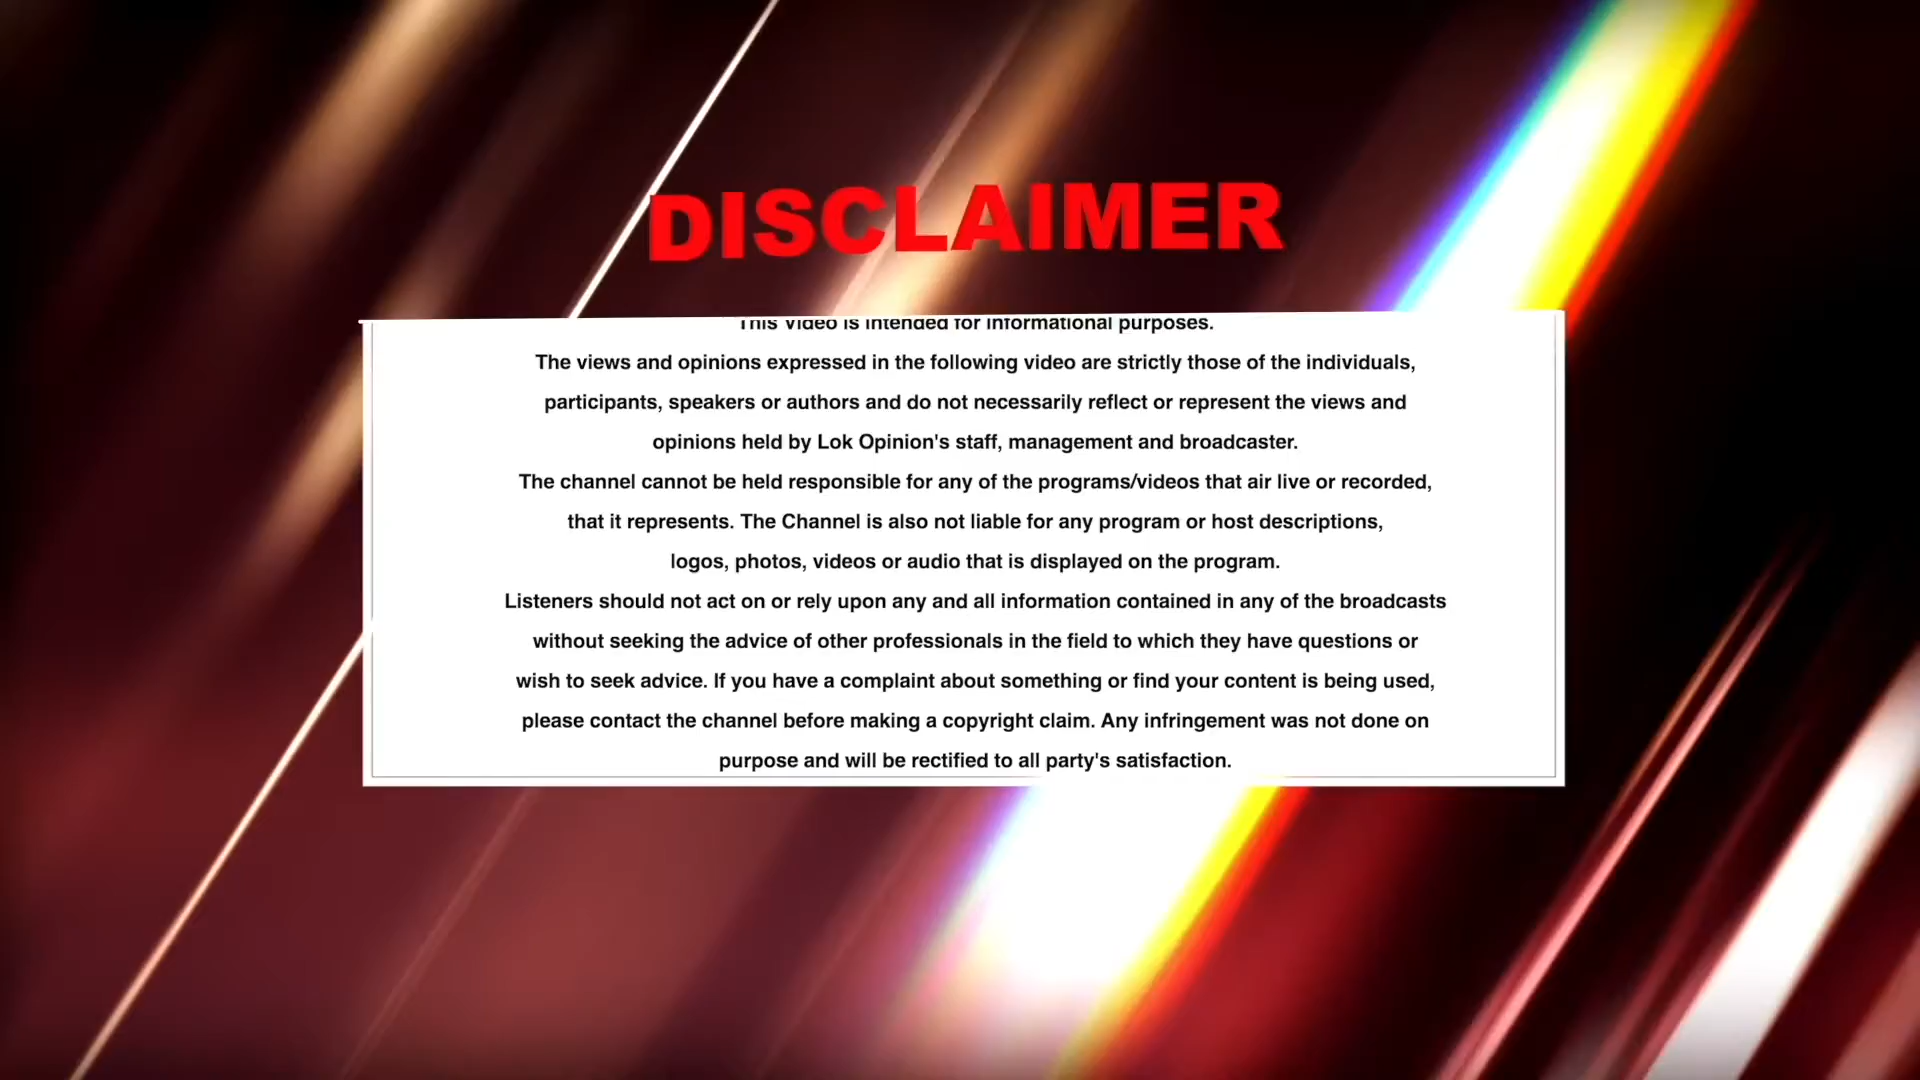 DISCLAIMER
This Video is intended for informational purposes.
The views and opinions expressed in the following video are strictly those of the individuals,
participants, speakers or authors and do not necessarily reflect or represent the views and
opinions held by Lok Opinion's staff, management and broadcaster.
The channel cannot be held responsible for any of the programs/videos that air live or recorded,
that it represents. The Channel is also not liable for any program or host descriptions,
logos, photos, videos or audio that is displayed on the program.
Listeners should not act on or rely upon any and all information contained in any of the broadcasts
without seeking the advice of other professionals in the field to which they have questions or
wish to seek advice. If you have a complaint about something or find your content is being used,
please contact the channel before making a copyright claim. Any infringement was not done on
purpose and will be rectified to all party's satisfaction.